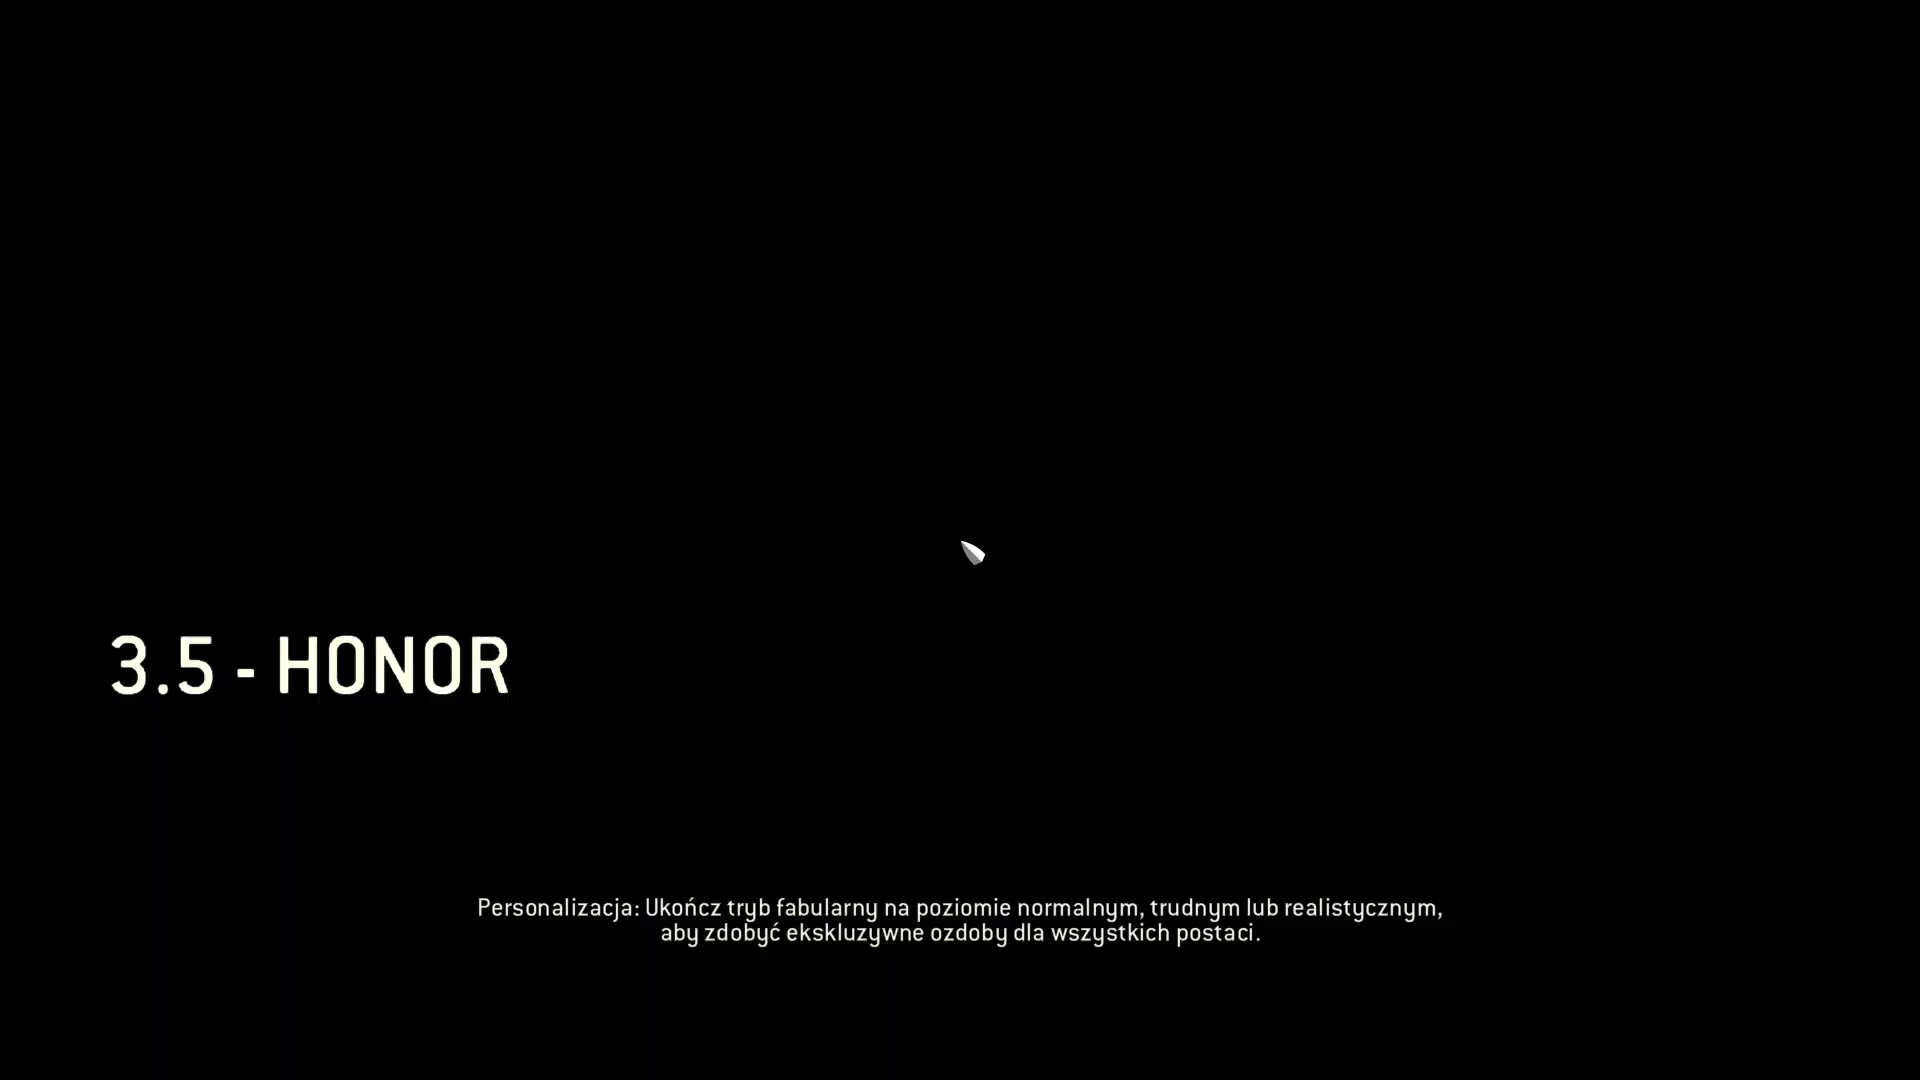 3.5 - HONOR
Personalizacja: Ukończ tryb fabularny na poziomie normalnym, trudnym lub realistycznym,
aby zdobyć ekskluzywne ozdoby dla wszystkich postaci.